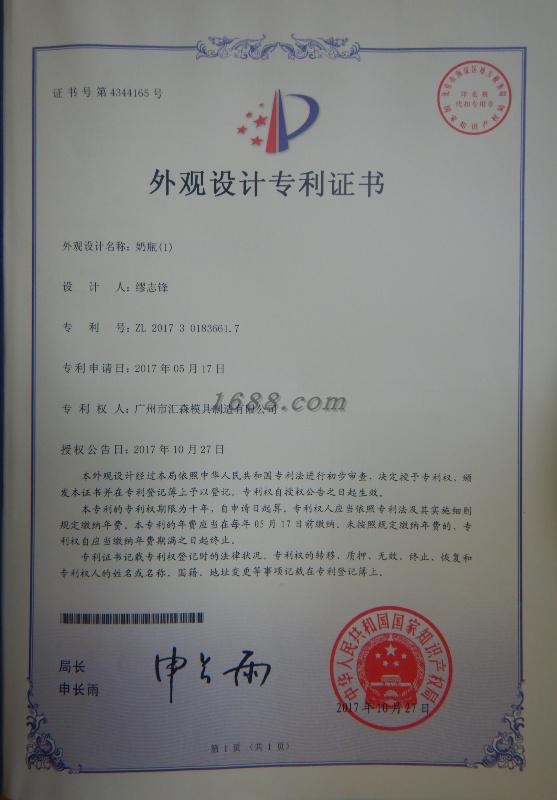 证书号第4344165号
印花税
代扣专用章
国家知识产权局
外观设计专利证书
外观设计名称:奶瓶(1)
设计人:缪志锋
专利号:ZL 2017 3 0183661.7
专利申请日:2017年05月17日
专利权人:广州市汇森模具制造有限公司
1688.com
授权公告日:2017年10月27日
本外观设计经过本局依照中华人民共和国专利法进行初步审查,决定授予专利权,颁
发本证书并在专利登记簿上予以登记。专利权自授权公告之日起生效。
本专利的专利权期限为十年,自申请日起算。专利权人应当依照专利法及其实施细则
规定缴纳年费。本专利的年费应当在每年05月17日前缴纳。未按照规定缴纳年费的,专
利权自应当缴纳年费期满之日起终止。
专利证书记载专利权登记时的法律状况。专利权的转移、质押、无效、终止、恢复和
专利权人的姓名或名称、国籍、地址变更等事项记载在专利登记簿上。
局长
申长雨
申长雨
中华人民共和国国家知识产权局
2017年10月27日
第1页(共1页)